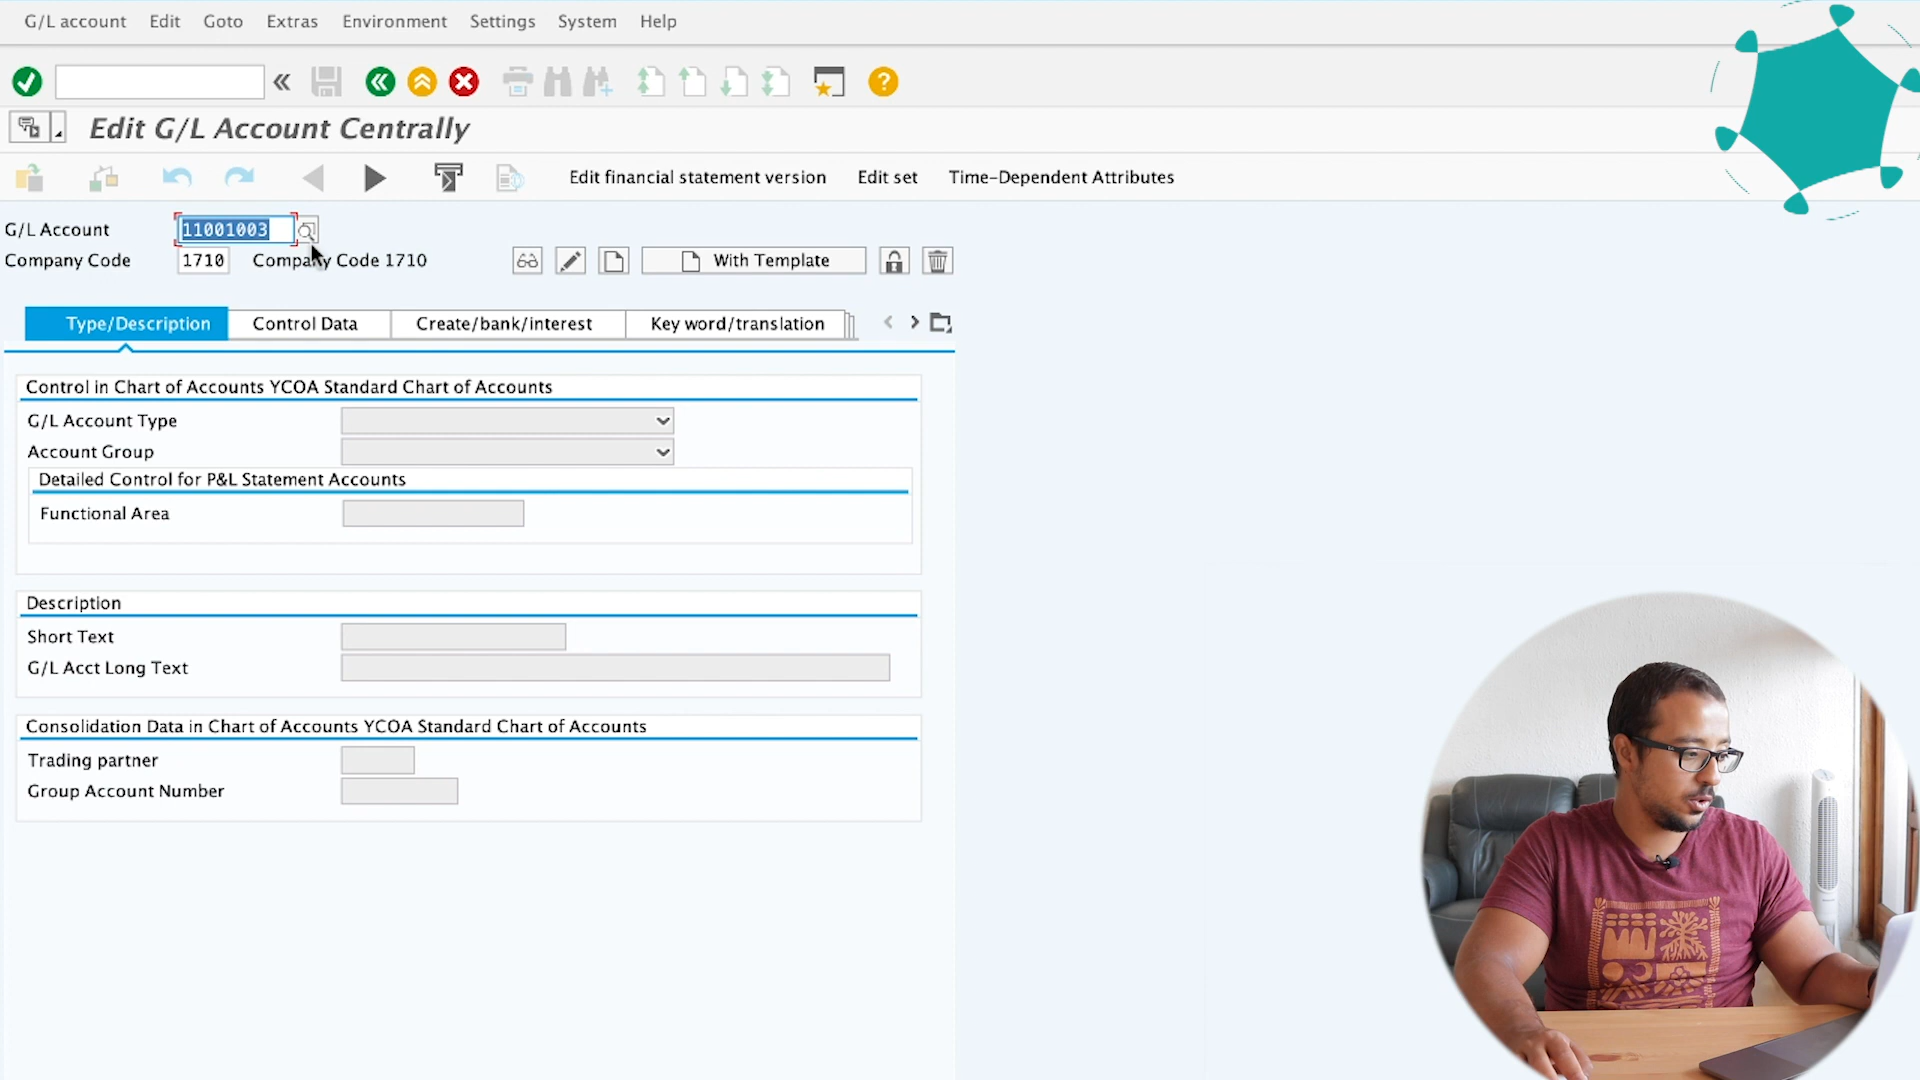 G/L account Edit Goto Extras Environment Settings System Help
Edit G/L Account Centrally
Edit financial statement version Edit set Time-Dependent Attributes
G/L Account 11001003
Company Code 1710 Company Code 1710 With Template
Type/Description Control Data Create/bank/interest Key word/translation
Control in Chart of Accounts YCOA Standard Chart of Accounts
G/L Account Type
Account Group
Detailed Control for P&L Statement Accounts
Functional Area
Description
Short Text
G/L Acct Long Text
Consolidation Data in Chart of Accounts YCOA Standard Chart of Accounts
Trading partner
Group Account Number